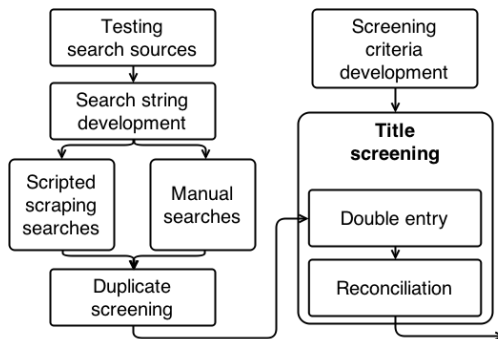 Testing
search sources
Search string
development
Scripted
scraping
searches
Manual
searches
Duplicate
screening
Screening
criteria
development
Title
screening
Double entry
Reconciliation